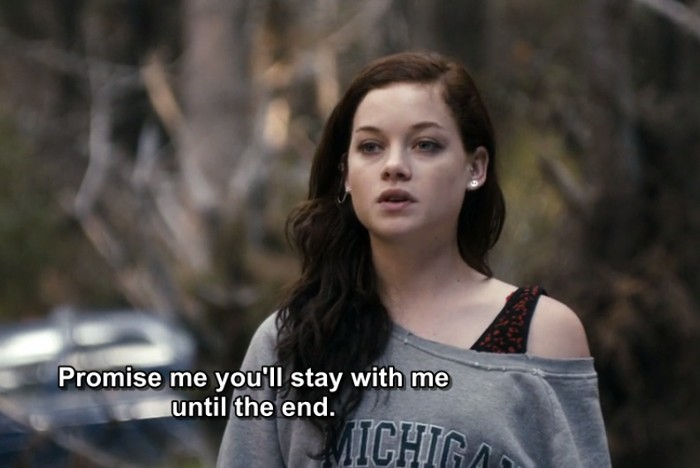 Promise me you'll stay with me
until the end.
MICHIGA